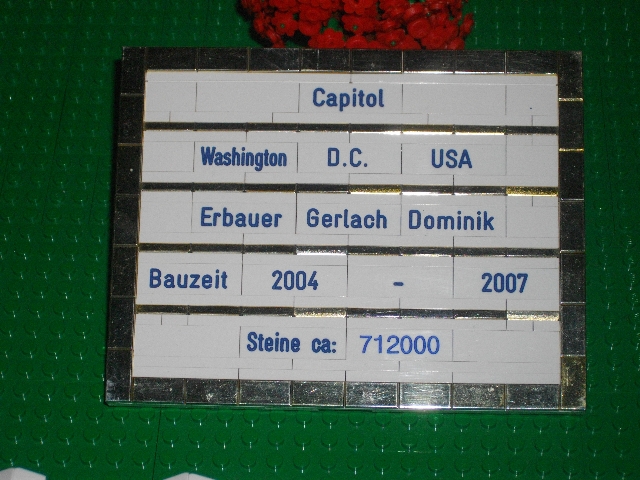 Capitol
Washington D.C. USA
Erbauer Gerlach Dominik
Bauzeit 2004 - 2007
Steine ca: 712000